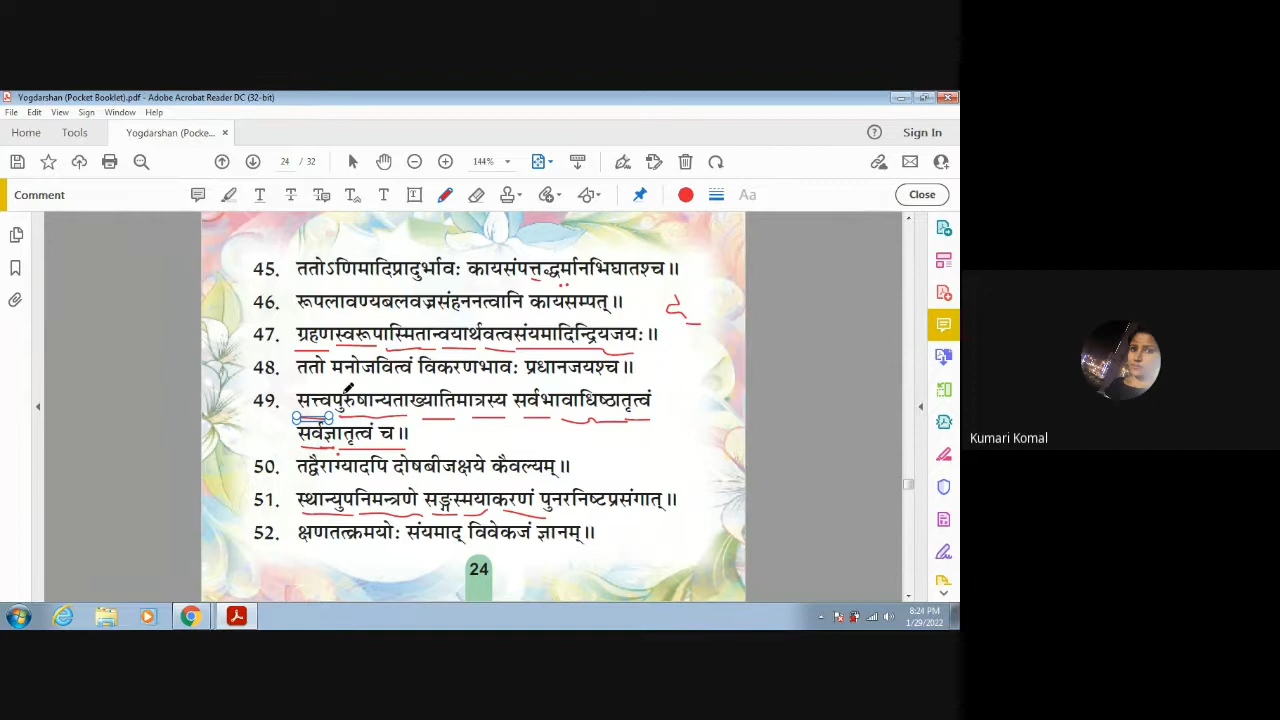 Yogdarshan (Pocket Booklet).pdf - Adobe Acrobat Reader DC (32-bit)
File Edit View Sign Window Help
Home Tools Yogdarshan (Pocke... × Sign In
24 / 32 144%
Comment Close
45. ततोऽणिमादिप्रादुर्भावः कायसंपत्तद्धर्मानभिघातश्च॥
46. रूपलावण्यबलवज्रसंहननत्वानि कायसम्पत्॥
47. ग्रहणस्वरूपास्मितान्वयार्थवत्वसंयमादिन्द्रियजयः॥
48. ततो मनोजवित्वं विकरणभावः प्रधानजयश्च॥
49. सत्त्वपुरुषान्यताख्यातिमात्रस्य सर्वभावाधिष्ठातृत्वं
सर्वज्ञातृत्वं च॥
50. तद्वैराग्यादपि दोषबीजक्षये कैवल्यम्॥
51. स्थान्युपनिमन्त्रणे सङ्गस्मयाकरणं पुनरनिष्टप्रसंगात्॥
52. क्षणतत्क्रमयोः संयमाद् विवेकजं ज्ञानम्॥
24
8:24 PM
1/29/2022
Kumari Komal